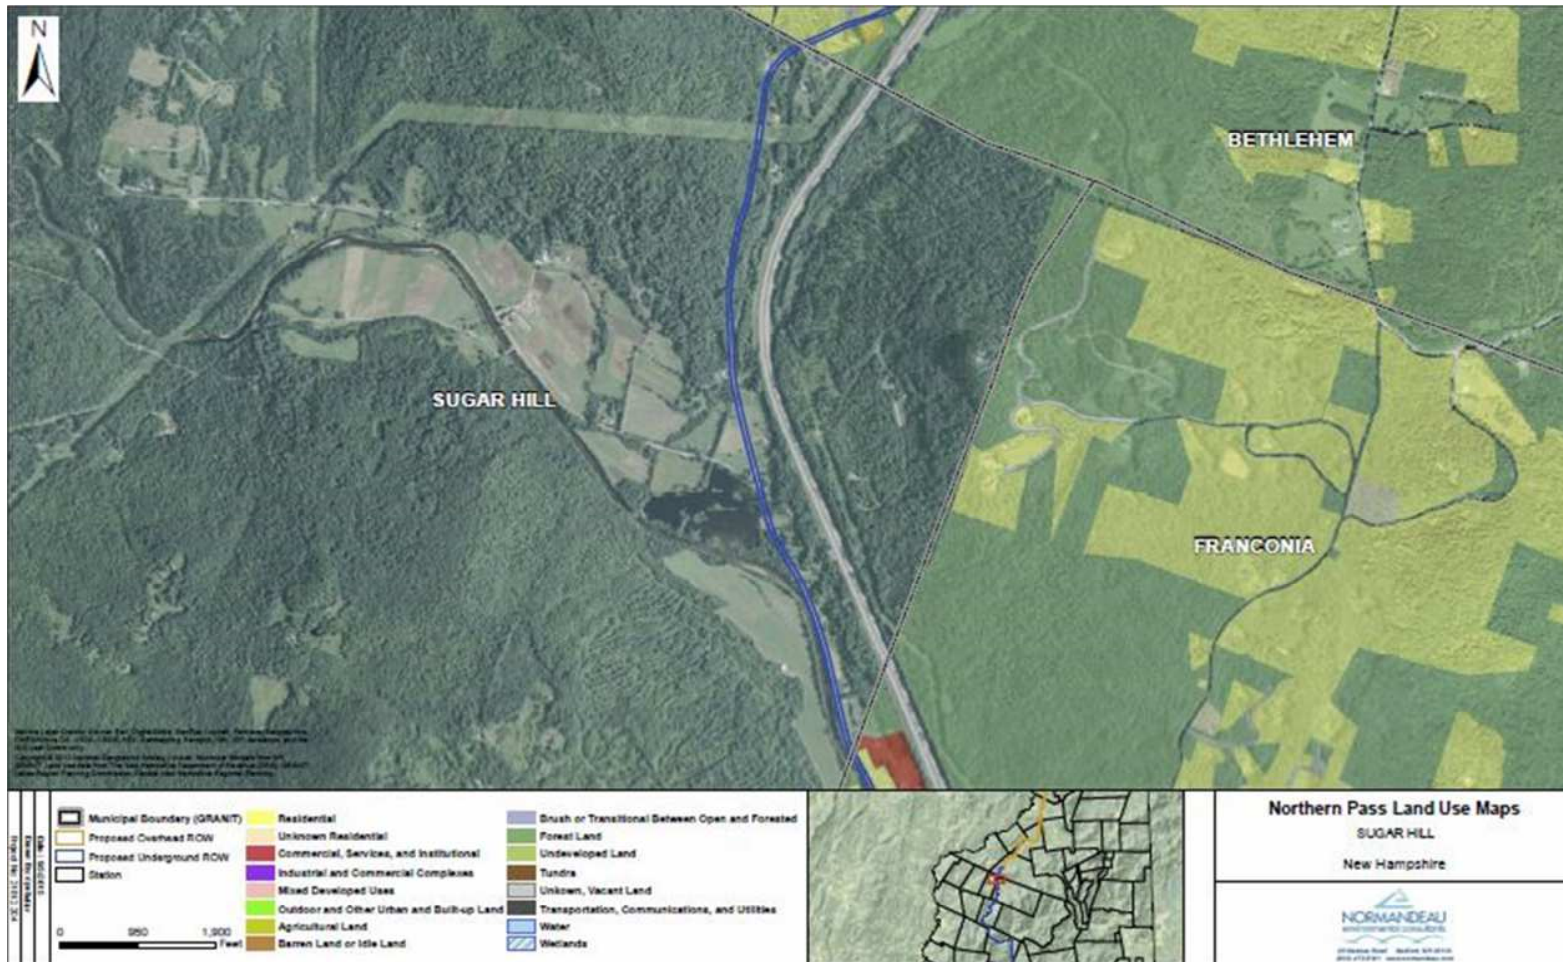 N
BETHLEHEM
SUGAR HILL
FRANCONIA
Municipal Boundary (GRANIT)
Proposed Overhead ROW
Proposed Underground ROW
Station
0 950 1,900
Feet
Residential
Unknown Residential
Commercial, Services, and Institutional
Industrial and Commercial Complexes
Mixed Developed Uses
Outdoor and Other Urban and Built-up Land
Agricultural Land
Barren Land or Idle Land
Brush or Transitional Between Open and Forested
Forest Land
Undeveloped Land
Tundra
Unkown, Vacant Land
Transportation, Communications, and Utilities
Water
Wetlands
Northern Pass Land Use Maps
SUGAR HILL
New Hampshire
NORMANDEAU